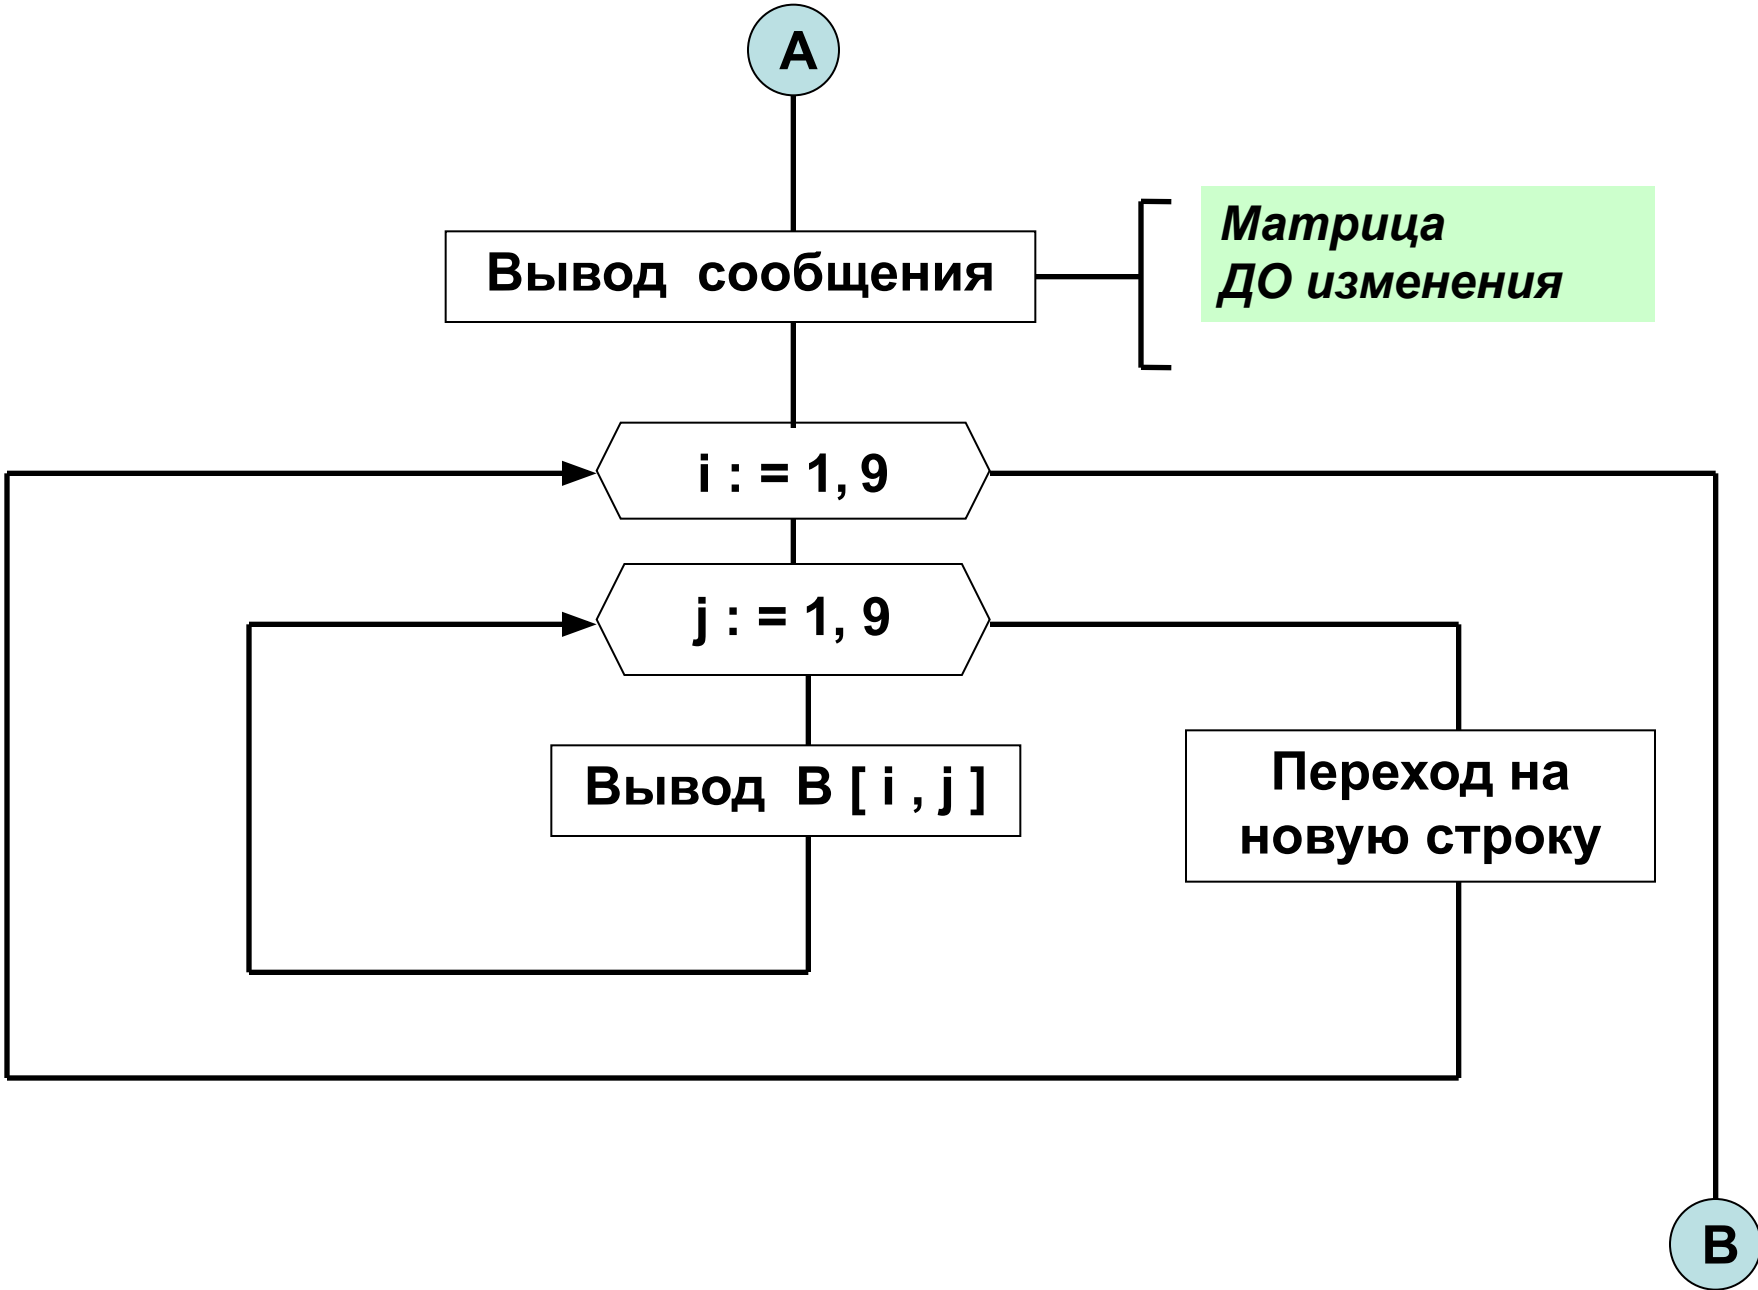 А
Вывод сообщения
Матрица
ДО изменения
i : = 1, 9
j : = 1, 9
Вывод B [ i , j ]
Переход на
новую строку
В